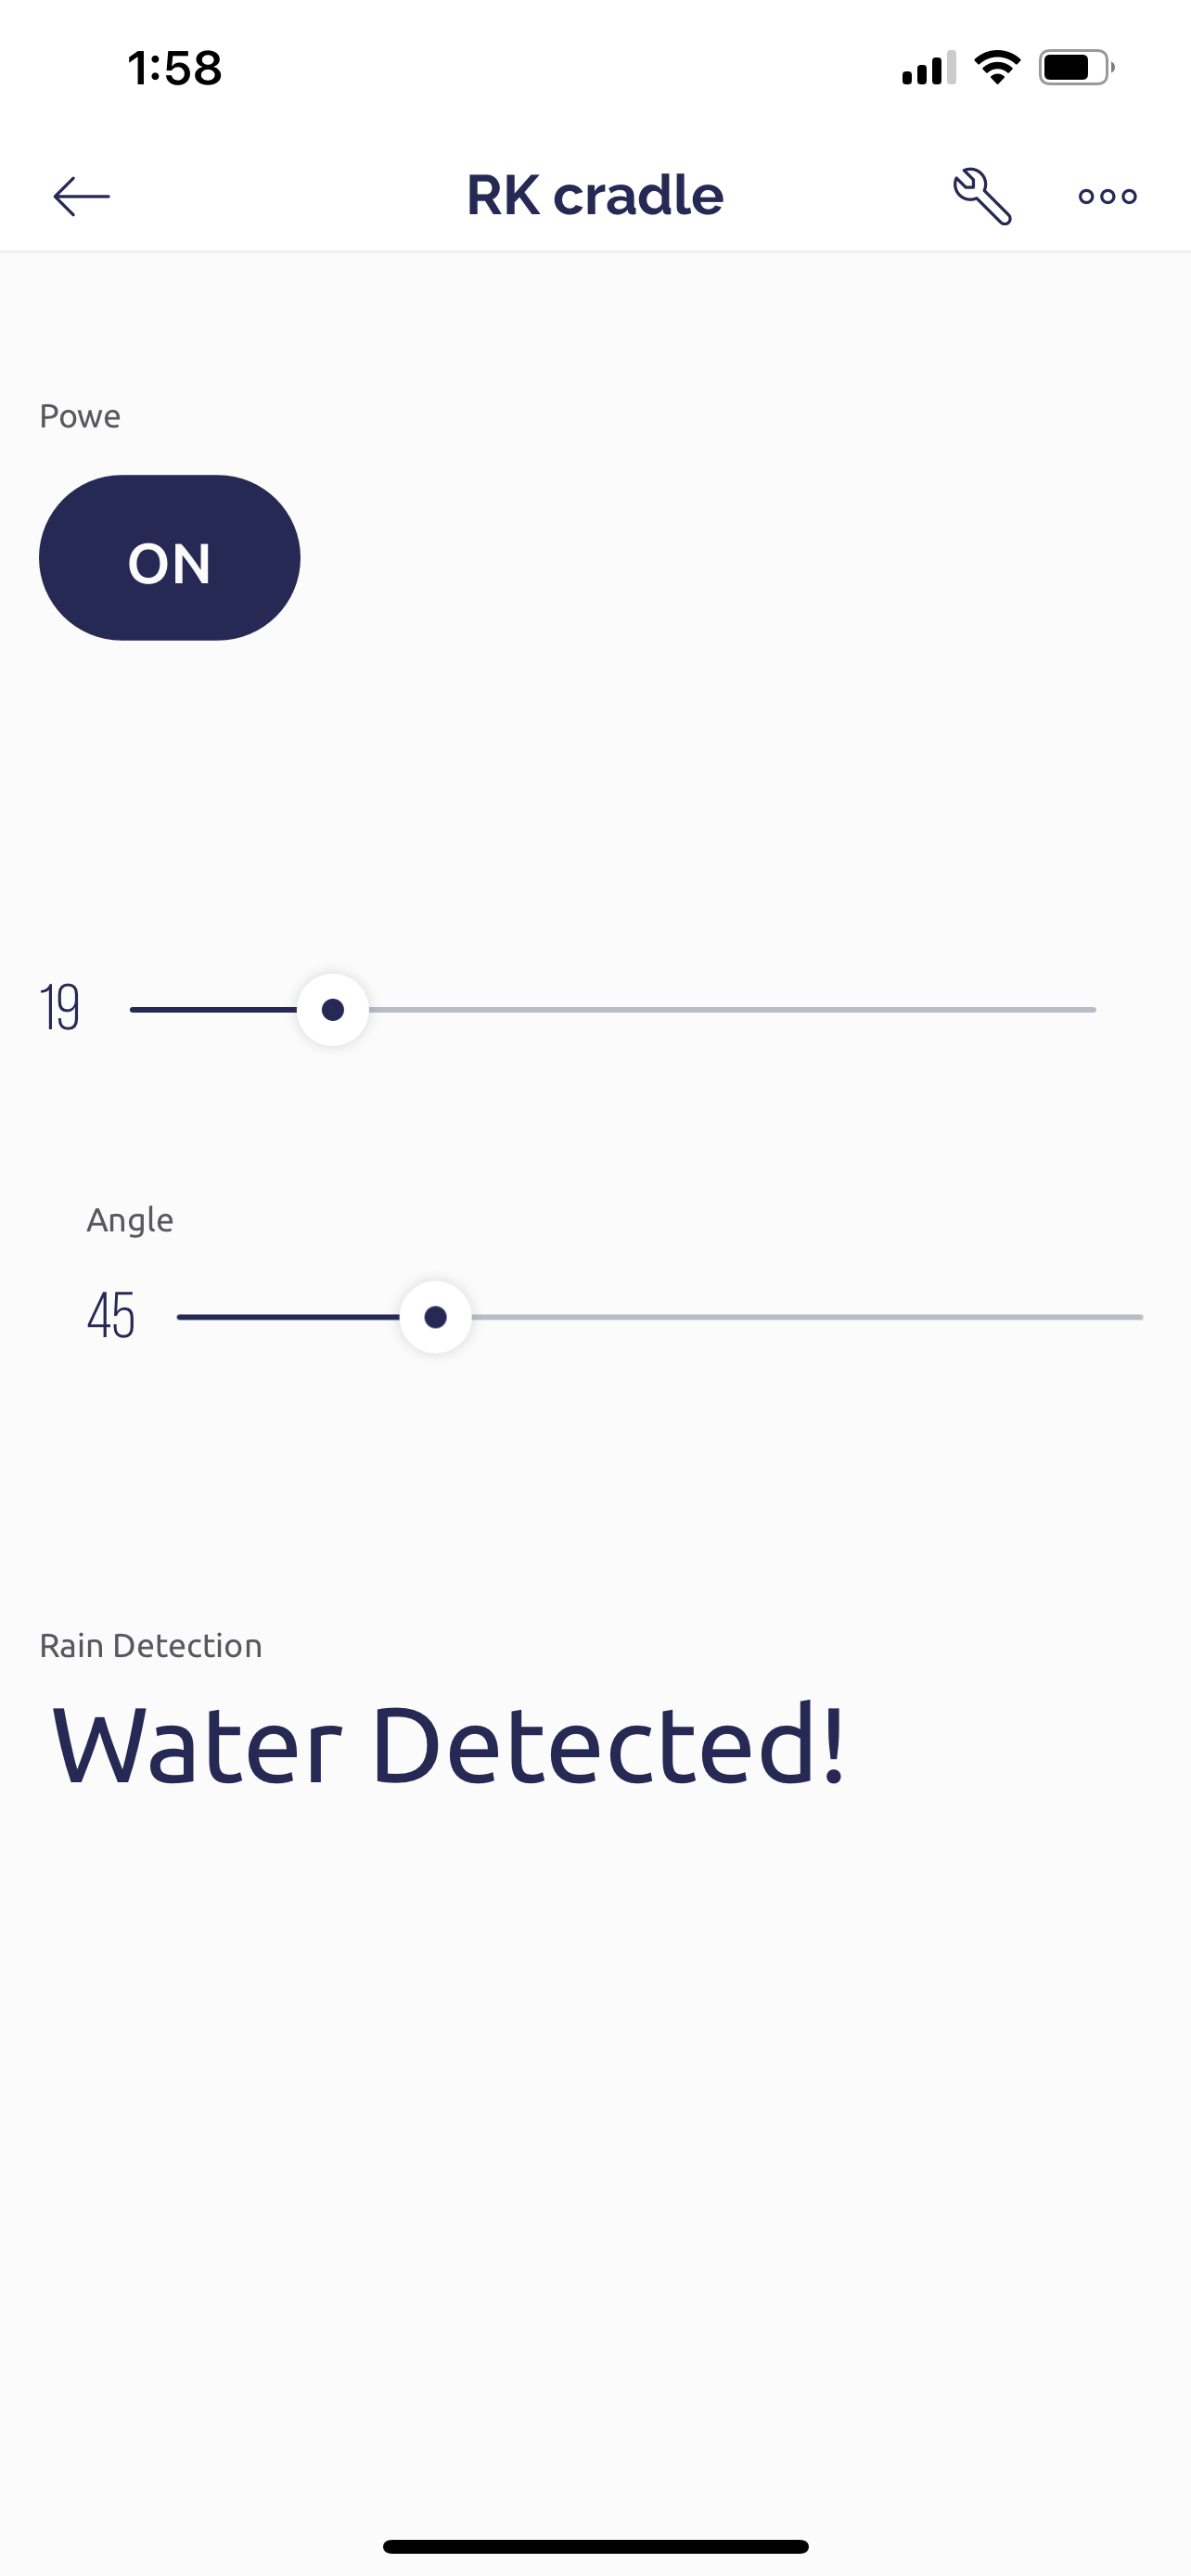 1:58
RK cradle
Powe
ON
19
Angle
45
Rain Detection
Water Detected!